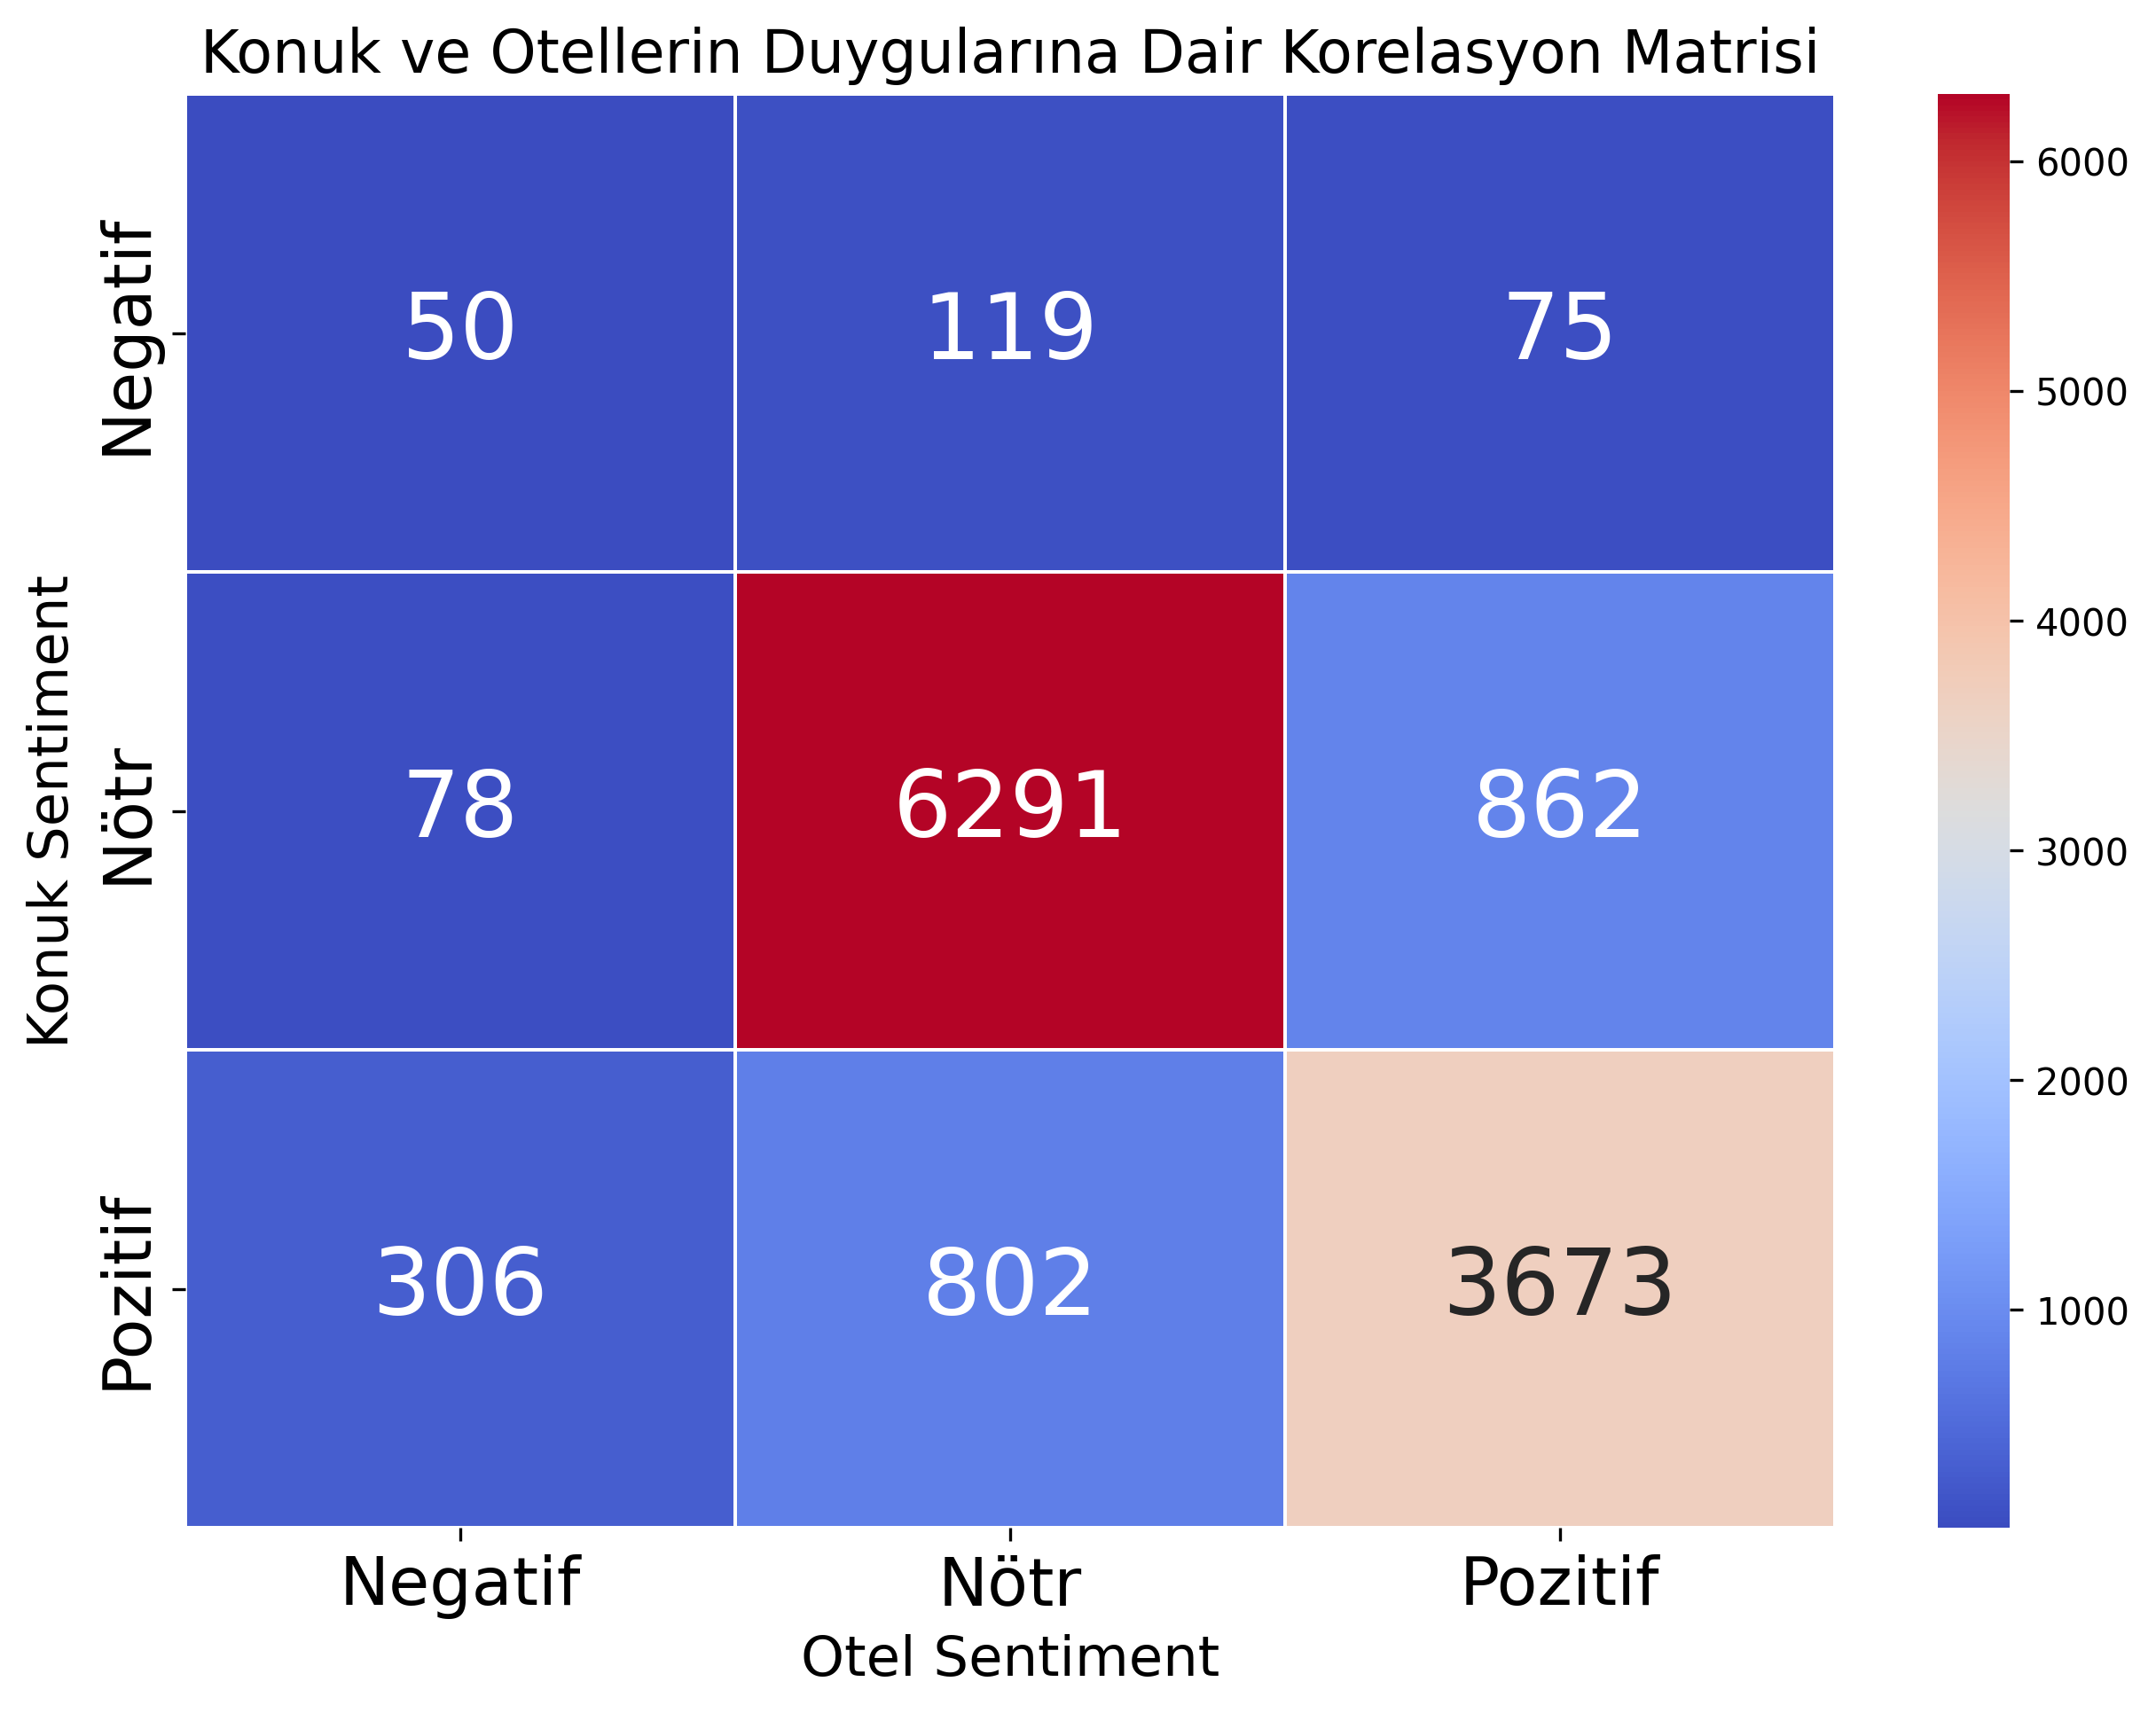 Konuk ve Otellerin Duygularına Dair Korelasyon Matrisi
Konuk Sentiment
Negatif
50 119 75
Nötr
78 6291 862
Pozitif
306 802 3673
Negatif Nötr Pozitif
Otel Sentiment
6000
5000
4000
3000
2000
1000